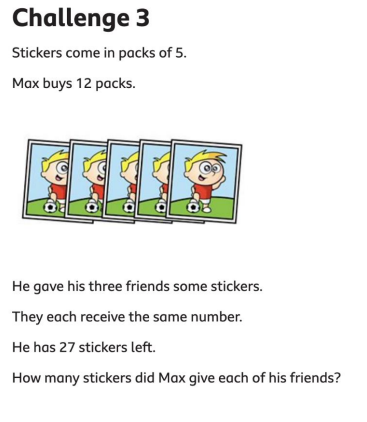 Challenge 3
Stickers come in packs of 5.
Max buys 12 packs.
He gave his three friends some stickers.
They each receive the same number.
He has 27 stickers left.
How many stickers did Max give each of his friends?